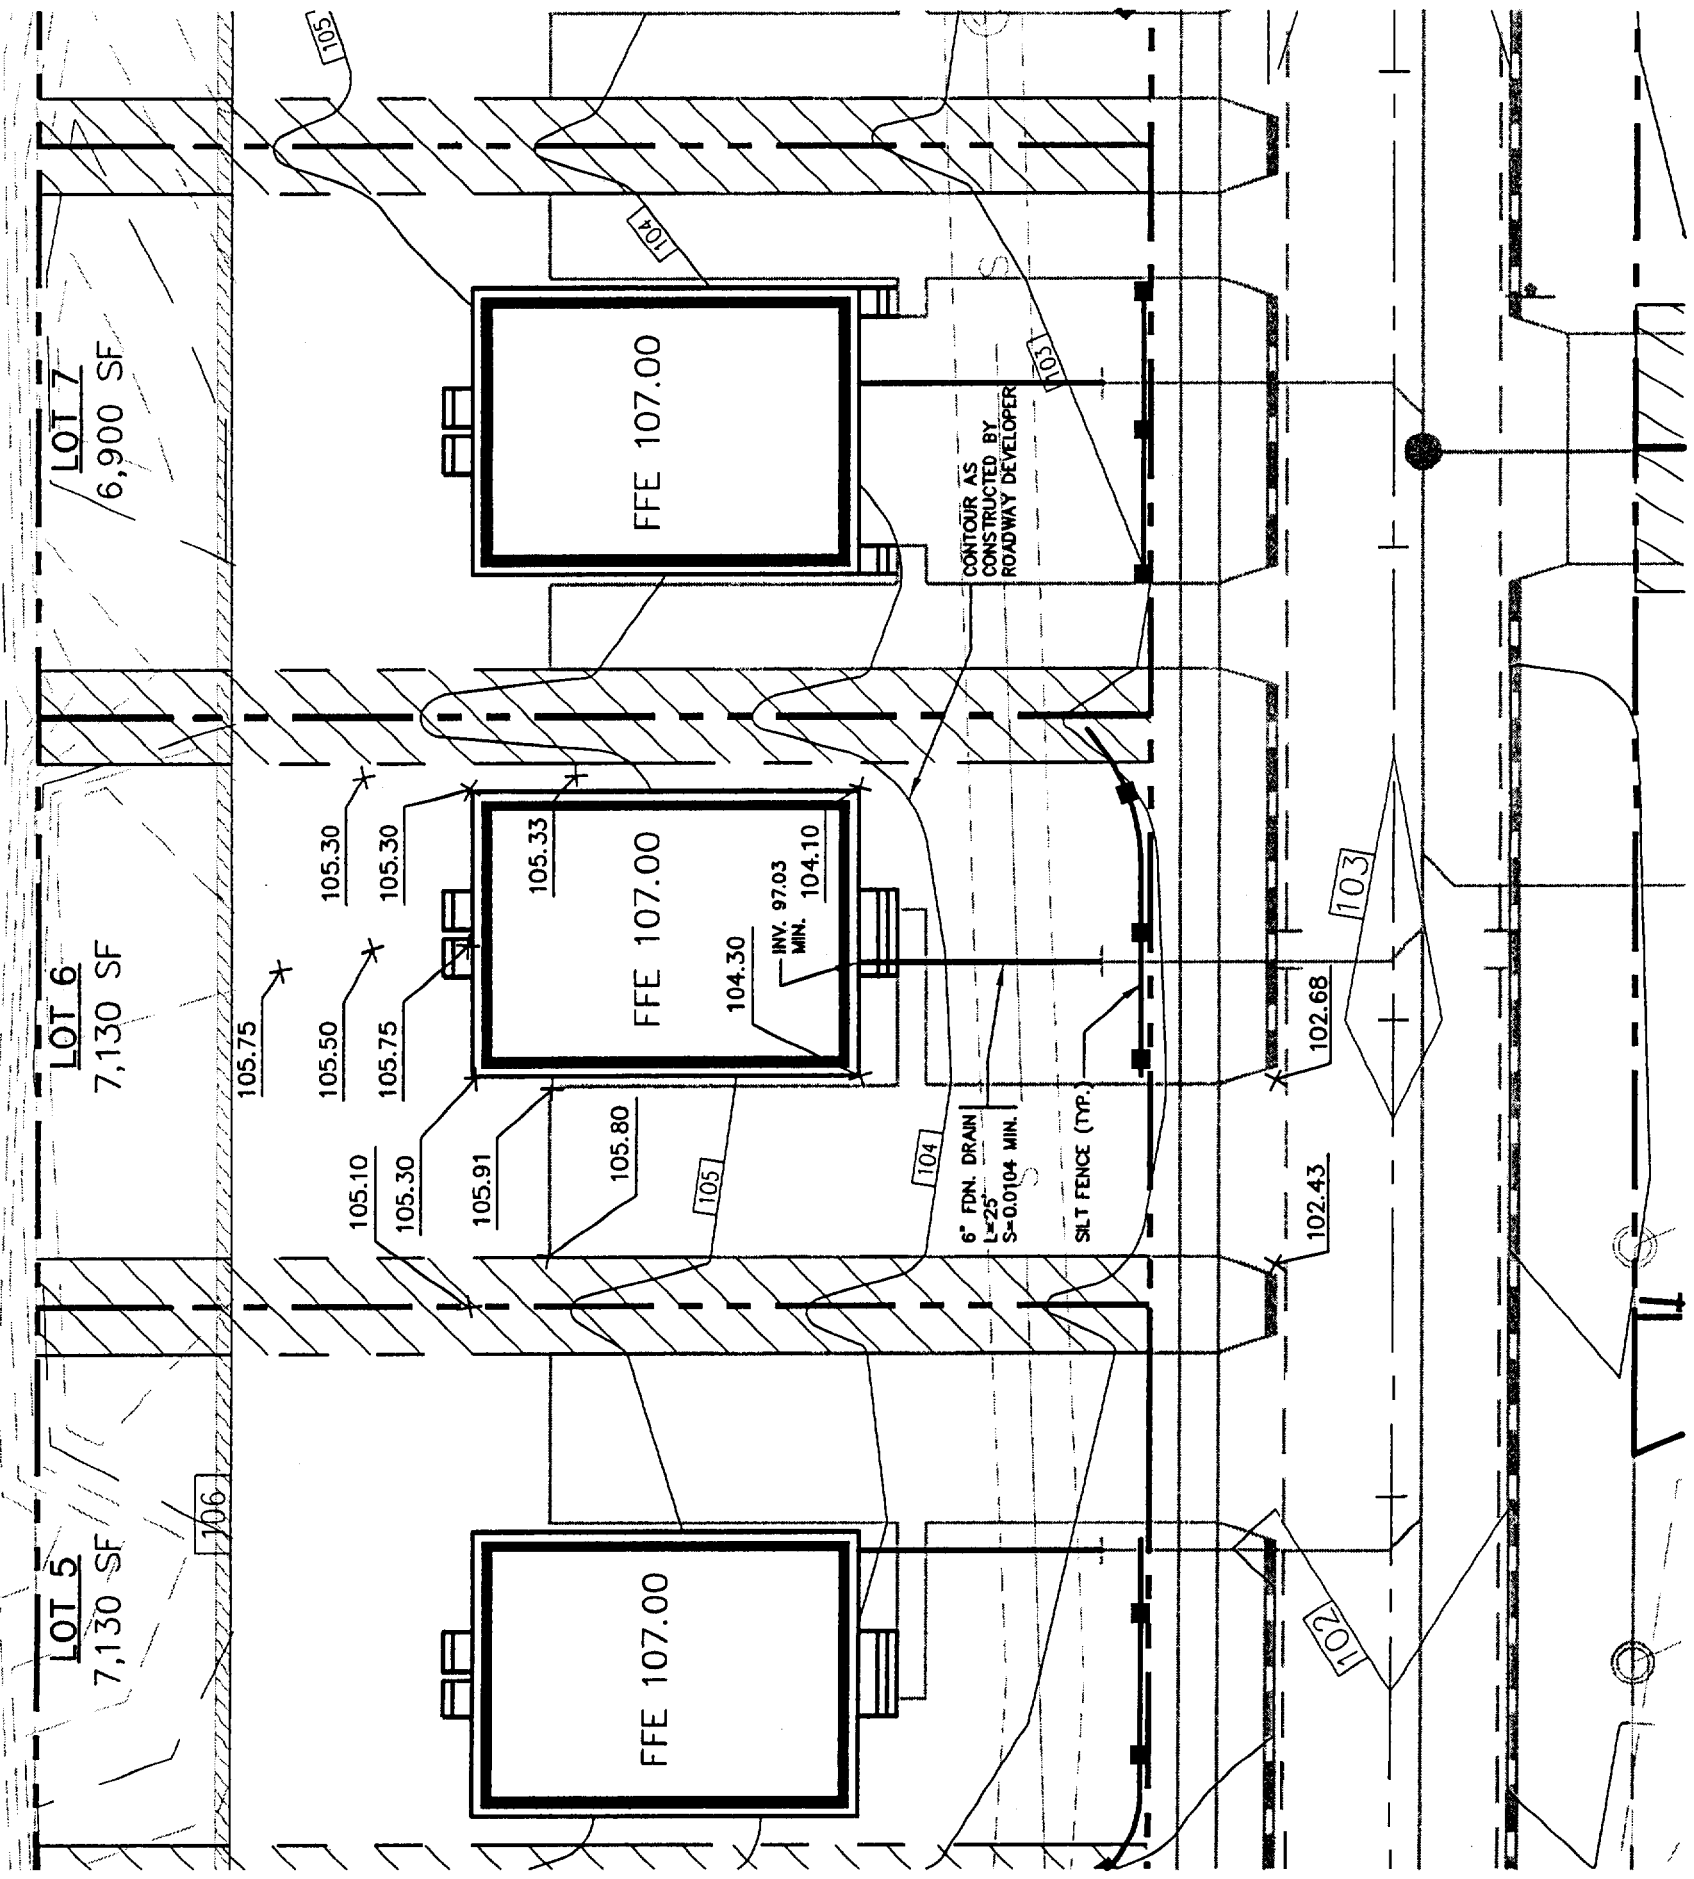 LOT 7
6,900 SF
FFE 107.00
105
104
103
CONTOUR AS
CONSTRUCTED BY
ROADWAY DEVELOPER
S
LOT 6
7,130 SF
FFE 107.00
105.30
105.30
105.33
104.10
INV. 97.03
MIN.
104.30
105.75
105.50
105.75
105.10
105.30
105.91
105.80
105
104
6" FDN. DRAIN
L=25'
S=0.0104 MIN.
S
SILT FENCE (TYP.)
102.68
102.43
103
LOT 5
7,130 SF
106
FFE 107.00
102